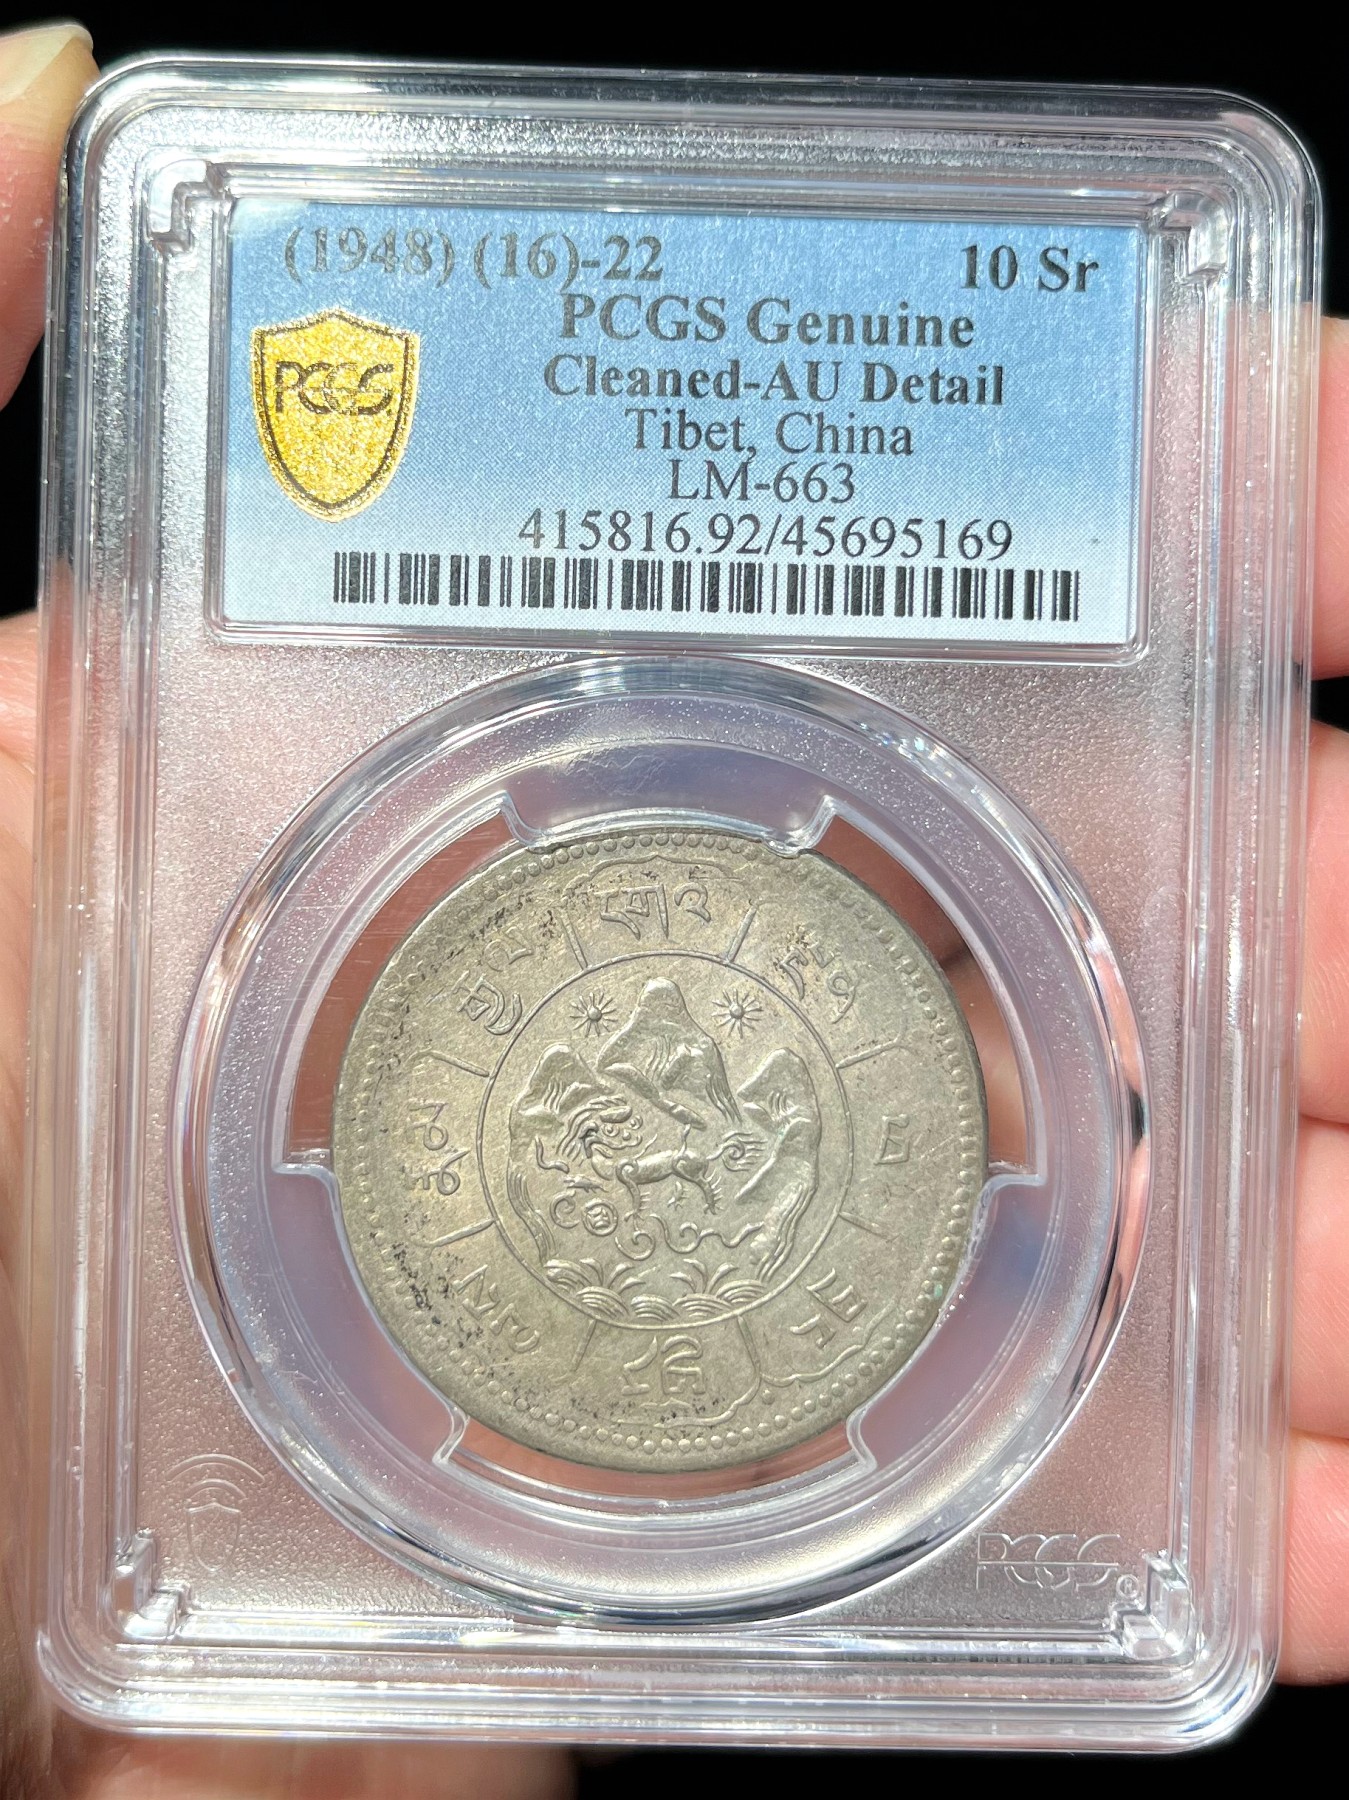 (1948) (16)-22 10 Sr
PCGS Genuine
Cleaned-AU Detail
Tibet, China
LM-663
415816.92/45695169
PCGS
PCGS